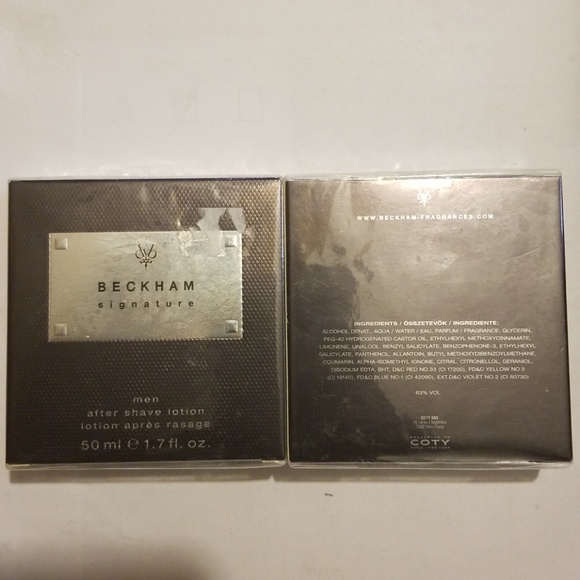 BECKHAM
signature
men
after shave lotion
lotion après rasage
50 ml e 1.7 fl. oz.
WWW.BECKHAM-FRAGRANCES.COM
INGREDIENTS / ÖSSZETEVŐK / INGREDIENTE:
ALCOHOL DENAT., AQUA / WATER / EAU, PARFUM / FRAGRANCE, GLYCERIN,
PEG-40 HYDROGENATED CASTOR OIL, ETHYLHEXYL METHOXYCINNAMATE,
LIMONENE, LINALOOL, BENZYL SALICYLATE, BENZOPHENONE-3, ETHYLHEXYL
SALICYLATE, PANTHENOL, ALLANTOIN, BUTYL METHOXYDIBENZOYLMETHANE,
COUMARIN, ALPHA-ISOMETHYL IONONE, CITRAL, CITRONELLOL, GERANIOL,
DISODIUM EDTA, BHT, D&C RED NO.33 (CI 17200), FD&C YELLOW NO.5
(CI 19140), FD&C BLUE NO.1 (CI 42090), EXT. D&C VIOLET NO.2 (CI 60730)
63% VOL
COTY SAS
COTY